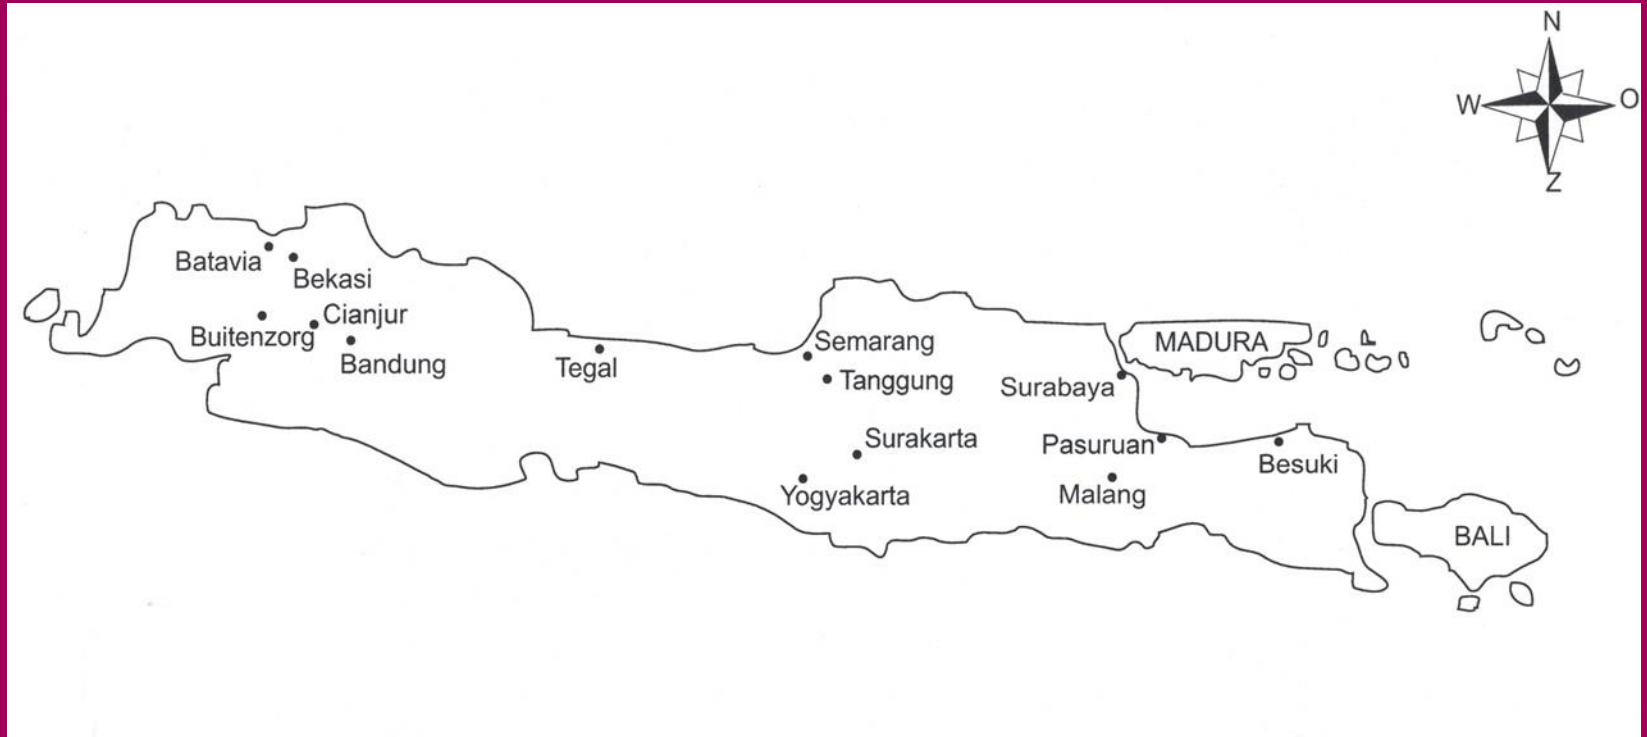 N
W
O
Z
Batavia
Bekasi
Cianjur
Buitenzorg
Bandung
Tegal
Semarang
Tanggung
MADURA
Surabaya
Surakarta
Pasuruan
Besuki
Yogyakarta
Malang
BALI